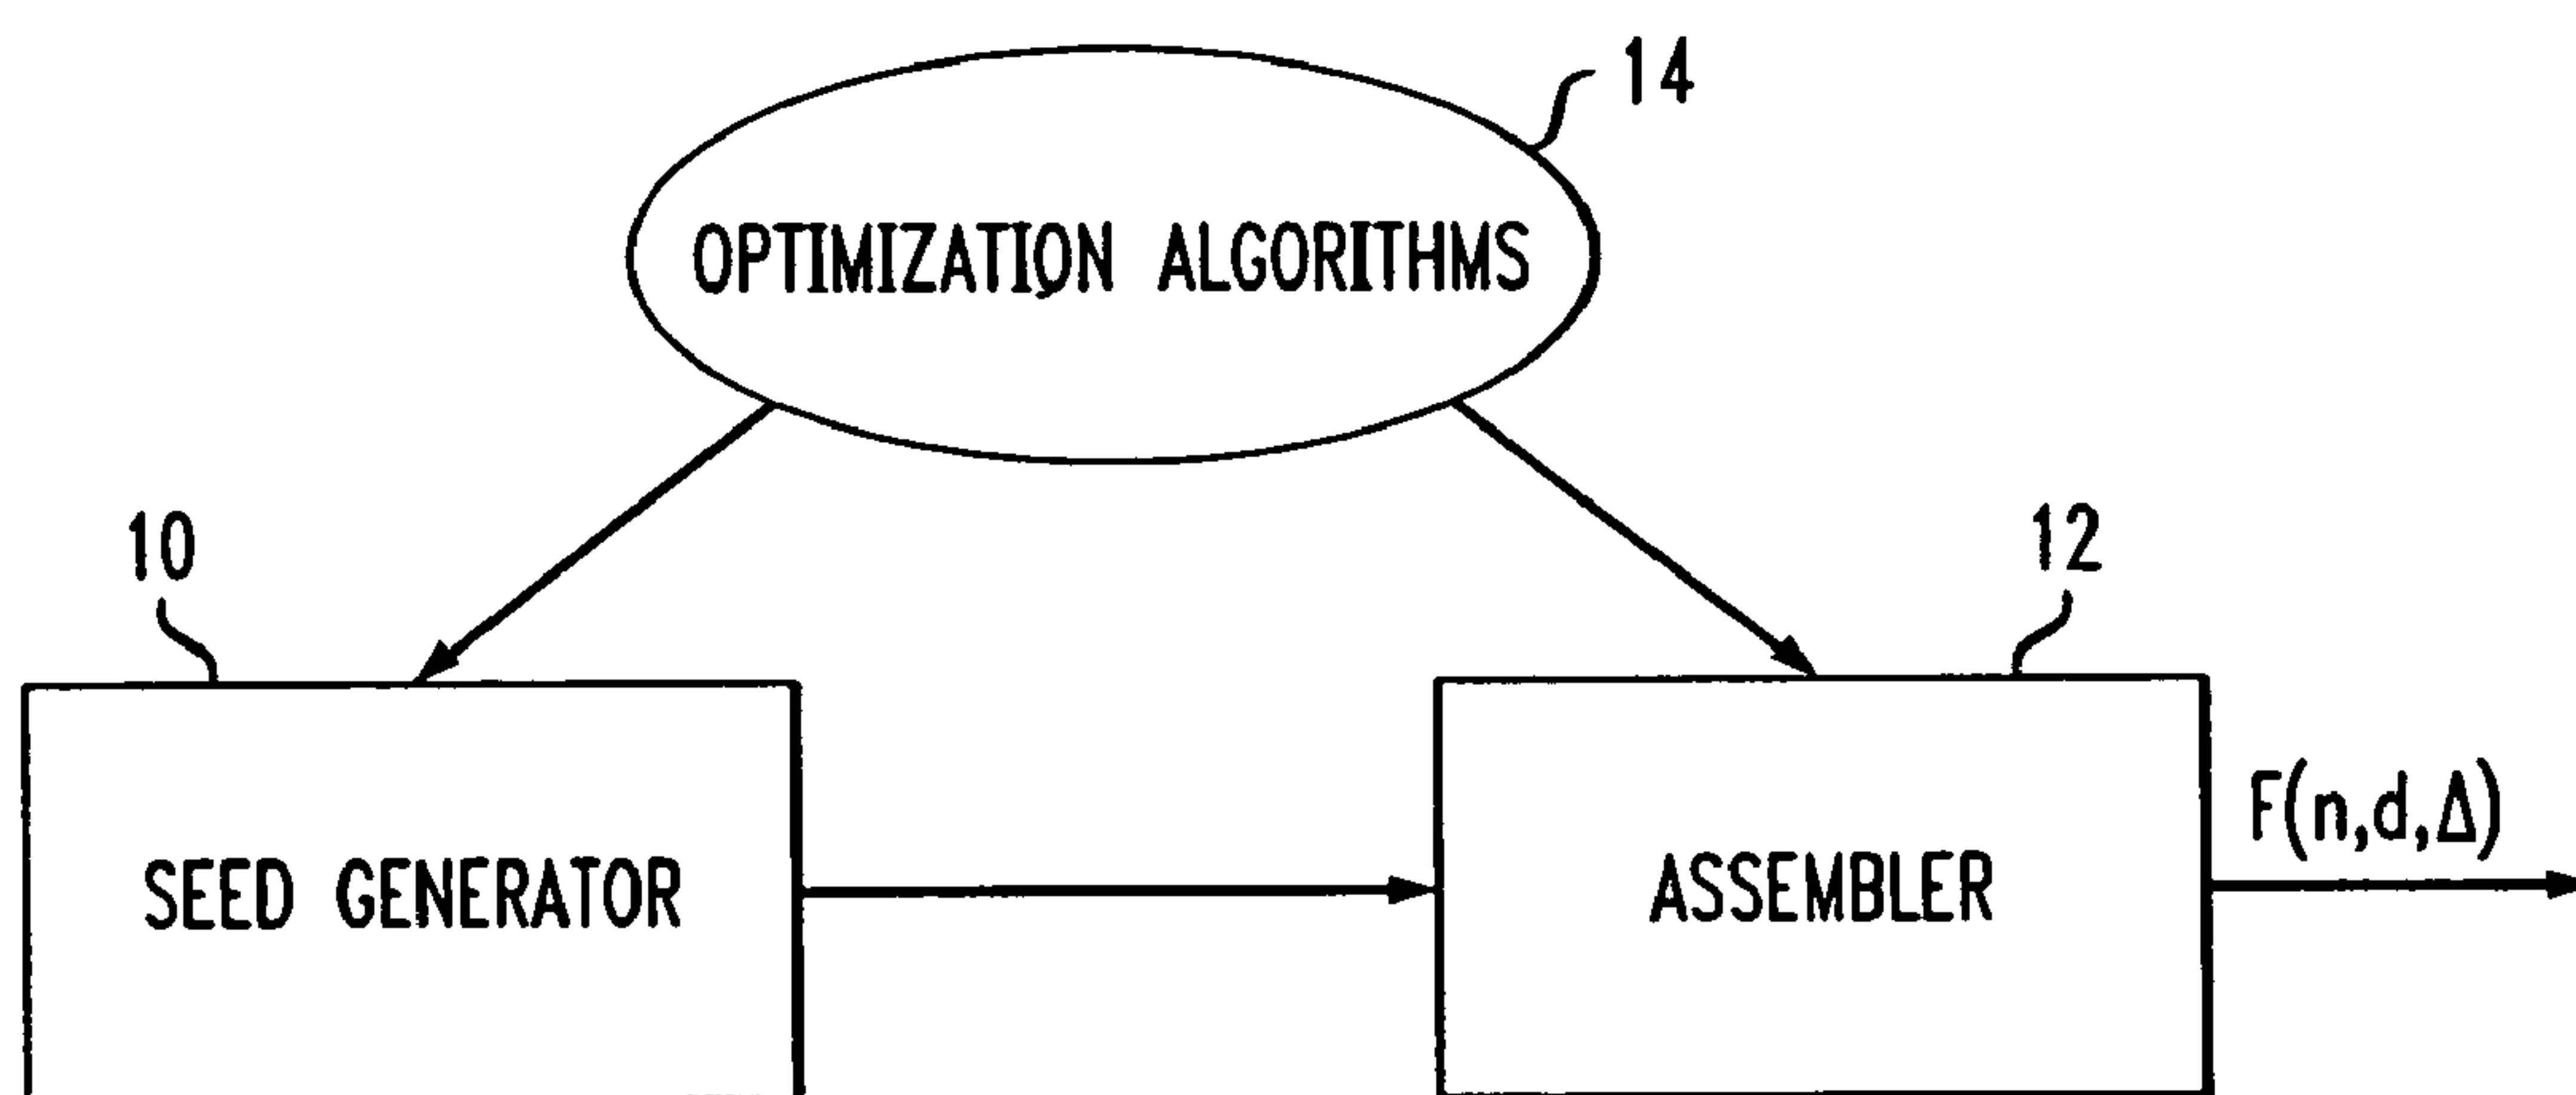 14
OPTIMIZATION ALGORITHMS
10
12
F(n,d,Δ)
SEED GENERATOR
ASSEMBLER